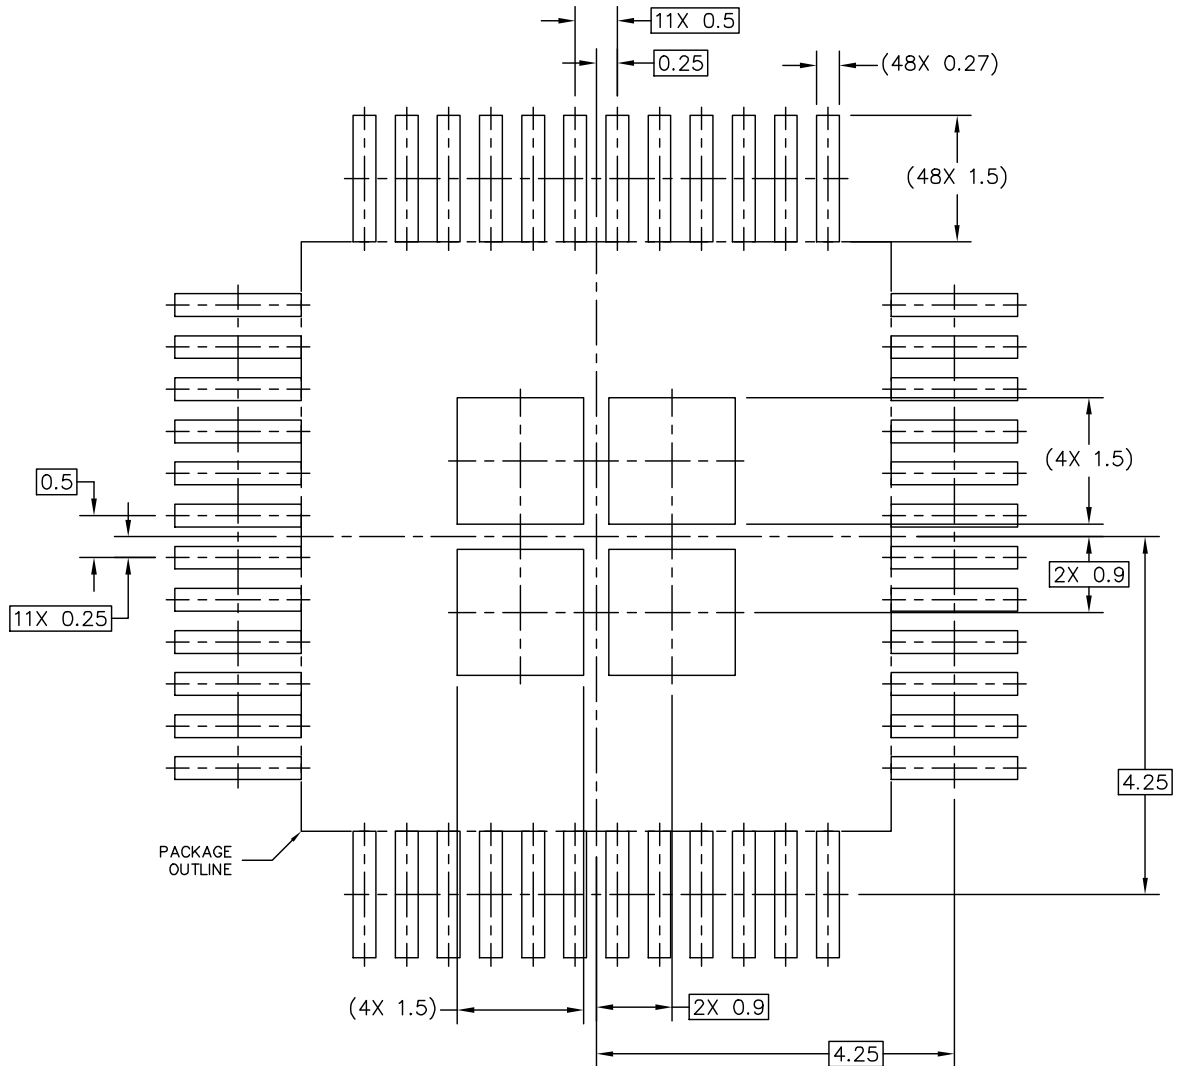 11X 0.5
0.25
(48X 0.27)
(48X 1.5)
(4X 1.5)
0.5
2X 0.9
11X 0.25
4.25
PACKAGE
OUTLINE
(4X 1.5)
2X 0.9
4.25